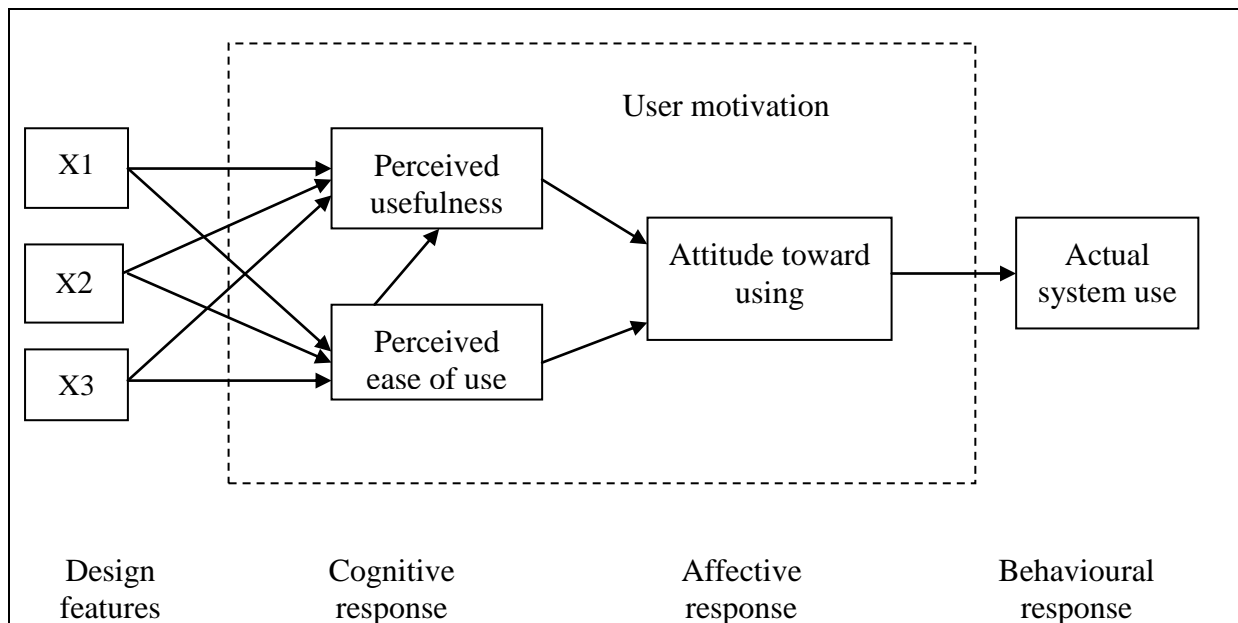 User motivation
X1
X2
X3
Perceived
usefulness
Perceived
ease of use
Attitude toward
using
Actual
system use
Design
features
Cognitive
response
Affective
response
Behavioural
response